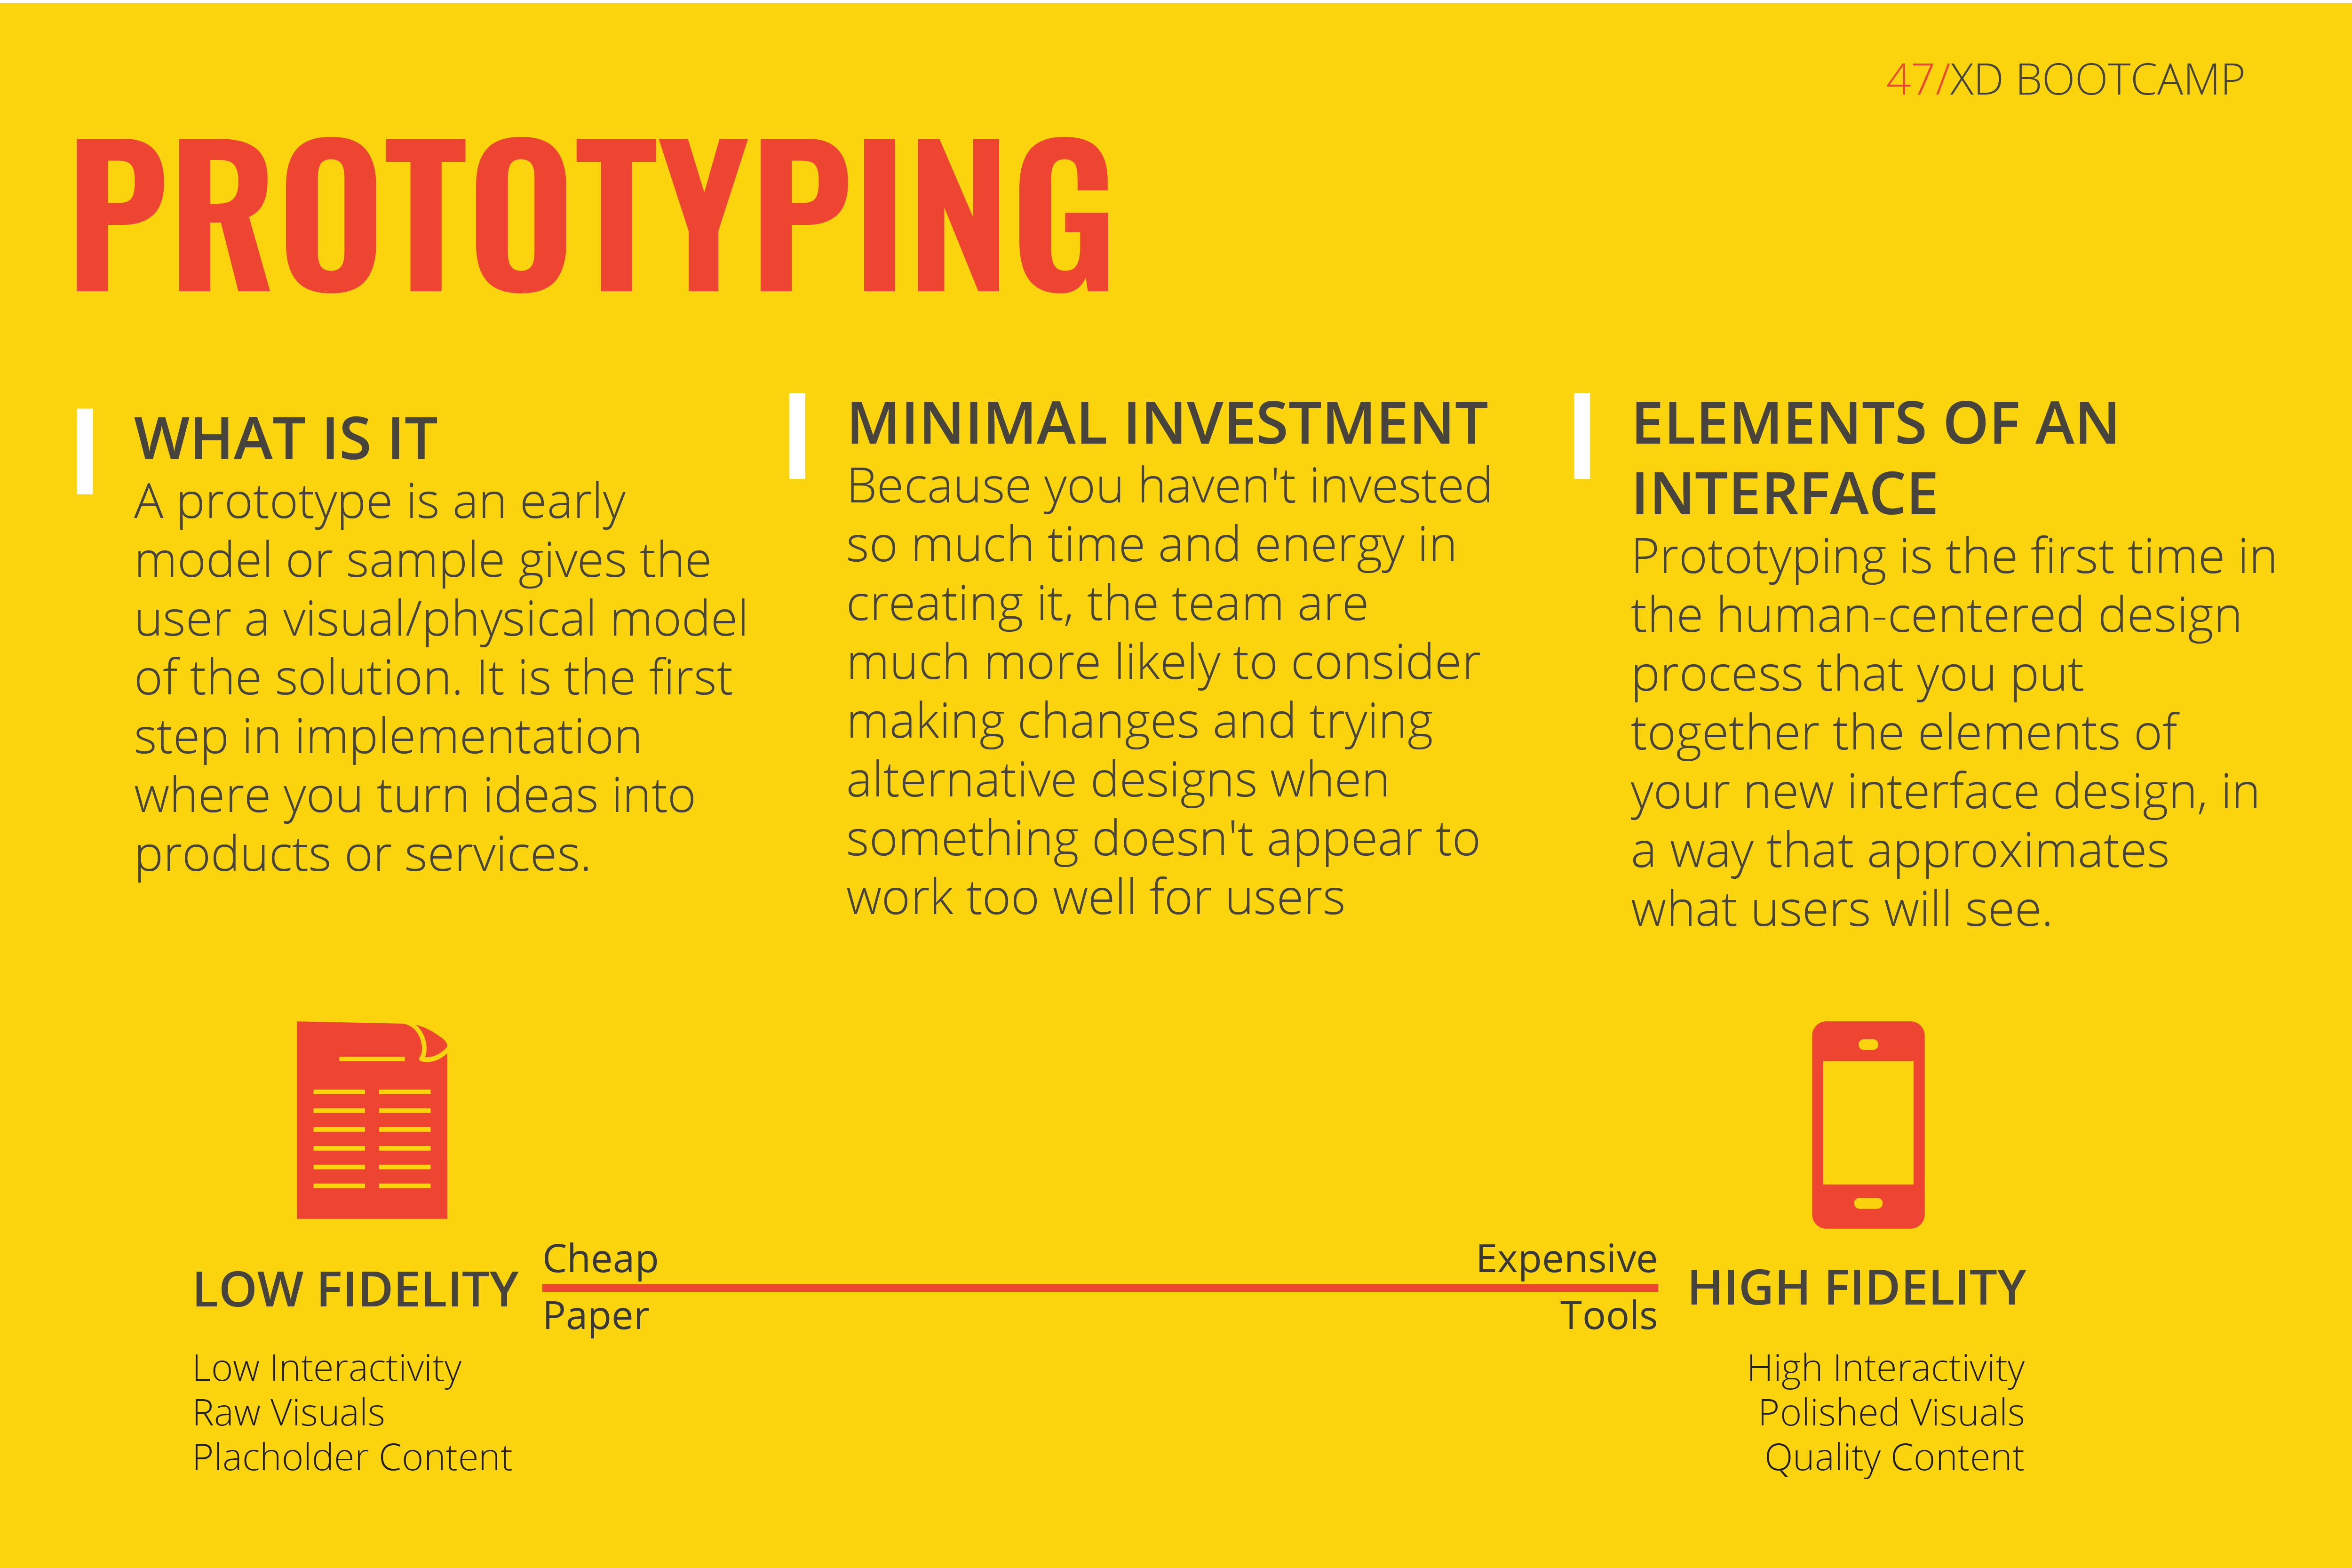 47/XD BOOTCAMP
PROTOTYPING
WHAT IS IT
A prototype is an early
model or sample gives the
user a visual/physical model
of the solution. It is the first
step in implementation
where you turn ideas into
products or services.
MINIMAL INVESTMENT
Because you haven't invested
so much time and energy in
creating it, the team are
much more likely to consider
making changes and trying
alternative designs when
something doesn't appear to
work too well for users
ELEMENTS OF AN
INTERFACE
Prototyping is the first time in
the human-centered design
process that you put
together the elements of
your new interface design, in
a way that approximates
what users will see.
LOW FIDELITY
Cheap
Paper
Expensive
Tools
HIGH FIDELITY
Low Interactivity
Raw Visuals
Placholder Content
High Interactivity
Polished Visuals
Quality Content